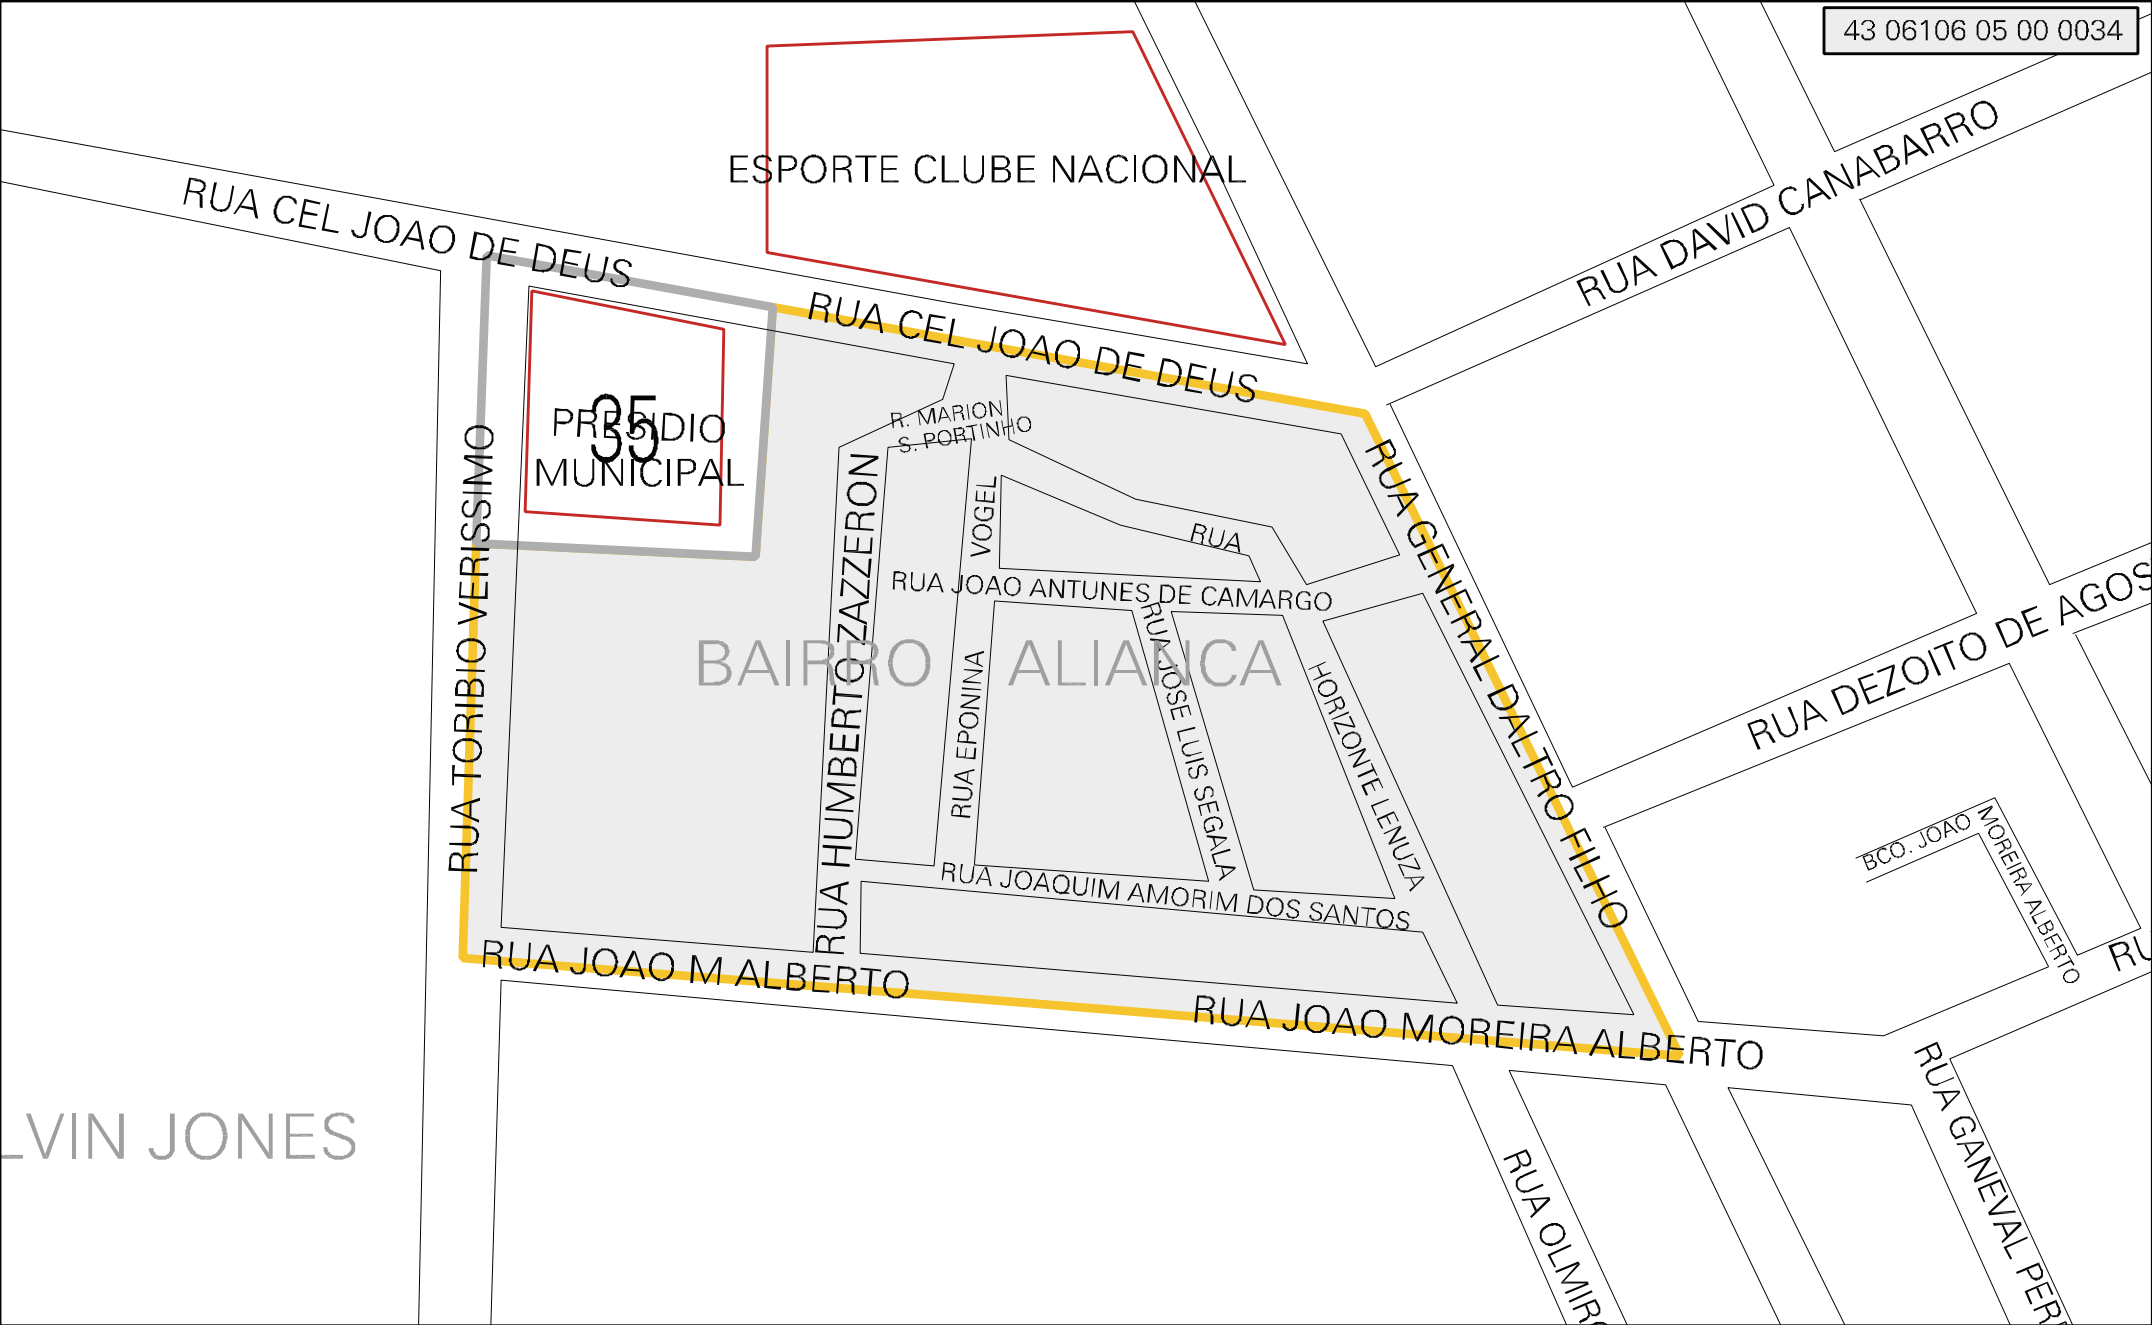 43 06106 05 00 0034
ESPORTE CLUBE NACIONAL
RUA DAVID CANABARRO
RUA CEL JOAO DE DEUS
RUA CEL JOAO DE DEUS
35
PRESIDIO
MUNICIPAL
R. MARION
S. PORTINHO
RUA TORIBIO VERISSIMO
RUA HUMBERTO ZAZZERON
VOGEL
RUA
RUA JOAO ANTUNES DE CAMARGO
RUA GENERAL DALTRO FILHO
RUA DEZOITO DE AGOS
BAIRRO ALIANCA
RUA EPONINA
RUA JOSE LUIS SEGALA
HORIZONTE LENUZA
BCO. JOAO
MOREIRA ALBERTO
RUA JOAQUIM AMORIM DOS SANTOS
RU
RUA JOAO M ALBERTO
RUA JOAO MOREIRA ALBERTO
LVIN JONES
RUA OLMIRO
RUA GANEVAL PER